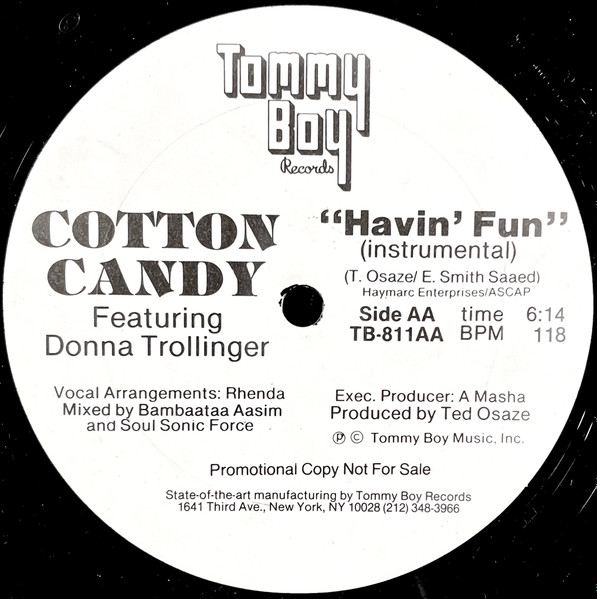 Tommy
Boy
Records
COTTON
CANDY
Featuring
Donna Trollinger
"Havin' Fun"
(instrumental)
(T. Osaze/ E. Smith Saaed)
Haymarc Enterprises/ASCAP
Side AA time 6:14
TB-811AA BPM 118
Vocal Arrangements: Rhenda
Mixed by Bambaataa Aasim
and Soul Sonic Force
Exec. Producer: A Masha
Produced by Ted Osaze
℗ © Tommy Boy Music, Inc.
Promotional Copy Not For Sale
State-of-the-art manufacturing by Tommy Boy Records
1641 Third Ave., New York, NY 10028 (212) 348-3966